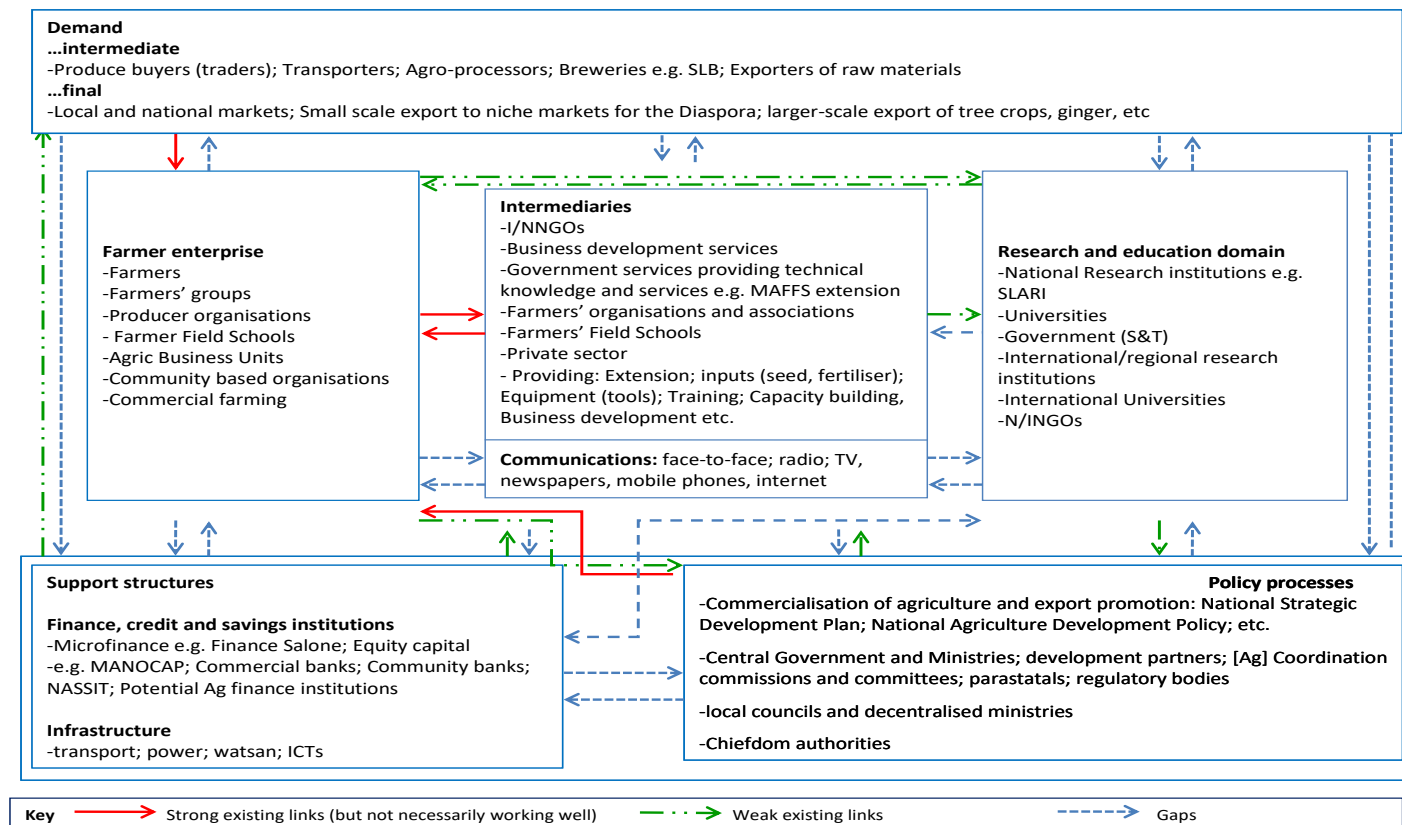 Demand
...intermediate
-Produce buyers (traders); Transporters; Agro-processors; Breweries e.g. SLB; Exporters of raw materials
...final
-Local and national markets; Small scale export to niche markets for the Diaspora; larger-scale export of tree crops, ginger, etc
Farmer enterprise
-Farmers
-Farmers' groups
-Producer organisations
- Farmer Field Schools
-Agric Business Units
-Community based organisations
-Commercial farming
Intermediaries
-I/NNGOs
-Business development services
-Government services providing technical
knowledge and services e.g. MAFFS extension
-Farmers' organisations and associations
-Farmers' Field Schools
-Private sector
- Providing: Extension; inputs (seed, fertiliser);
Equipment (tools); Training; Capacity building,
Business development etc.
Communications: face-to-face; radio; TV,
newspapers, mobile phones, internet
Research and education domain
-National Research institutions e.g.
SLARI
-Universities
-Government (S&T)
-International/regional research
institutions
-International Universities
-N/INGOs
Support structures
Finance, credit and savings institutions
-Microfinance e.g. Finance Salone; Equity capital
-e.g. MANOCAP; Commercial banks; Community banks;
NASSIT; Potential Ag finance institutions
Infrastructure
-transport; power; watsan; ICTs
Policy processes
-Commercialisation of agriculture and export promotion: National Strategic
Development Plan; National Agriculture Development Policy; etc.
-Central Government and Ministries; development partners; [Ag] Coordination
commissions and committees; parastatals; regulatory bodies
-local councils and decentralised ministries
-Chiefdom authorities
Key
Strong existing links (but not necessarily working well)
Weak existing links
Gaps